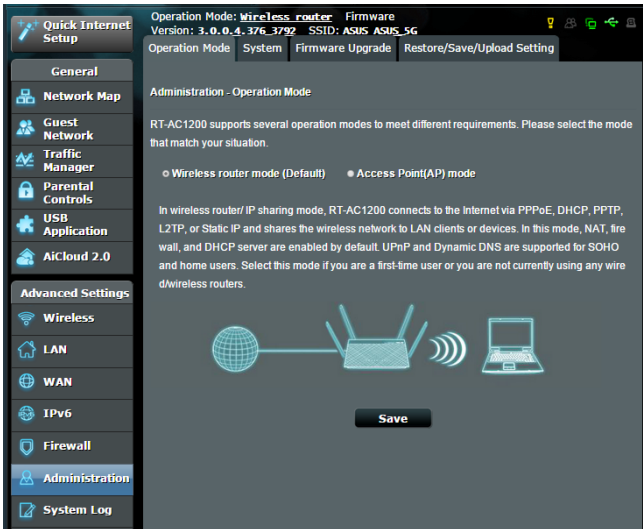 Quick Internet
Setup
Operation Mode: Wireless router Firmware
Version: 3.0.0.4.376_3792 SSID: ASUS ASUS_5G
Operation Mode System Firmware Upgrade Restore/Save/Upload Setting
General
Network Map
Guest
Network
Traffic
Manager
Parental
Controls
USB
Application
AiCloud 2.0
Advanced Settings
Wireless
LAN
WAN
IPv6
Firewall
Administration
System Log
Administration - Operation Mode
RT-AC1200 supports several operation modes to meet different requirements. Please select the mode
that match your situation.
Wireless router mode (Default) Access Point(AP) mode
In wireless router/ IP sharing mode, RT-AC1200 connects to the Internet via PPPoE, DHCP, PPTP,
L2TP, or Static IP and shares the wireless network to LAN clients or devices. In this mode, NAT, fire
wall, and DHCP server are enabled by default. UPnP and Dynamic DNS are supported for SOHO
and home users. Select this mode if you are a first-time user or you are not currently using any wire
d/wireless routers.
Save